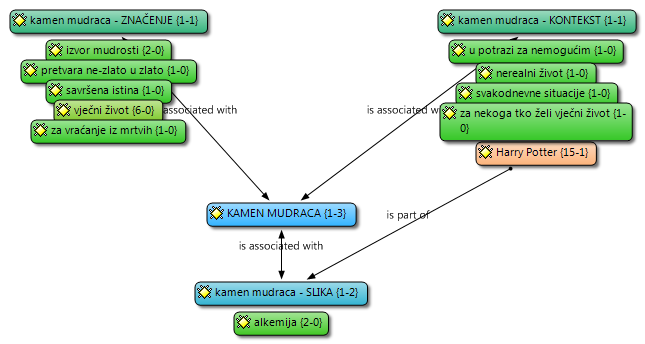 kamen mudraca - ZNAČENJE {1-1}
izvor mudrosti {2-0}
pretvara ne-zlato u zlato {1-0}
savršena istina {1-0}
vječni život {6-0}
za vraćanje iz mrtvih {1-0}
associated with
kamen mudraca - KONTEKST {1-1}
u potrazi za nemogućim {1-0}
nerealni život {1-0}
svakodnevne situacije {1-0}
za nekoga tko želi vječni život {1-
0}
Harry Potter {15-1}
is associated w
KAMEN MUDRACA {1-3}
is part of
is associated with
kamen mudraca - SLIKA {1-2}
alkemija {2-0}